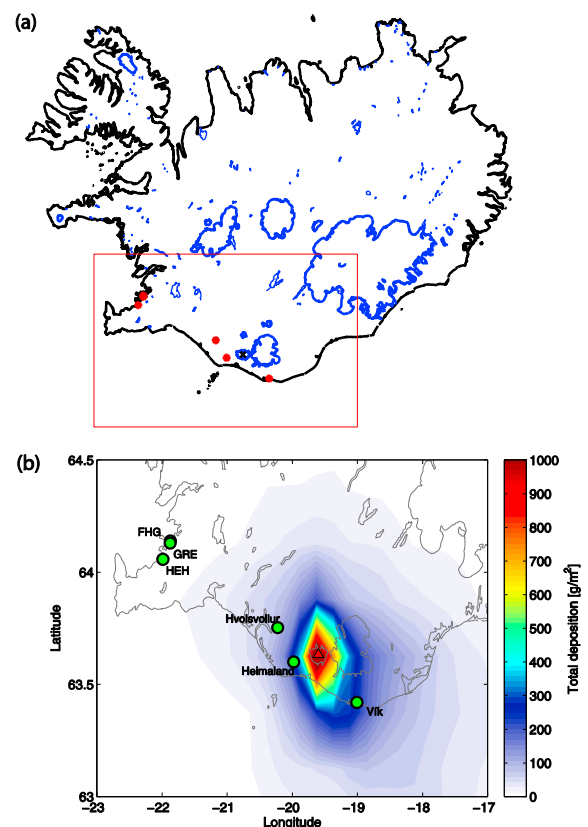 (a)
(b)
64.5
64
63.5
63
Latitude
FHG
GRE
HEH
Hvolsvollur
Heimaland
Vík
−23
−22
−21
−20
−19
−18
−17
Longitude
1000
900
800
700
600
500
400
300
200
100
0
Total deposition [g/m²]